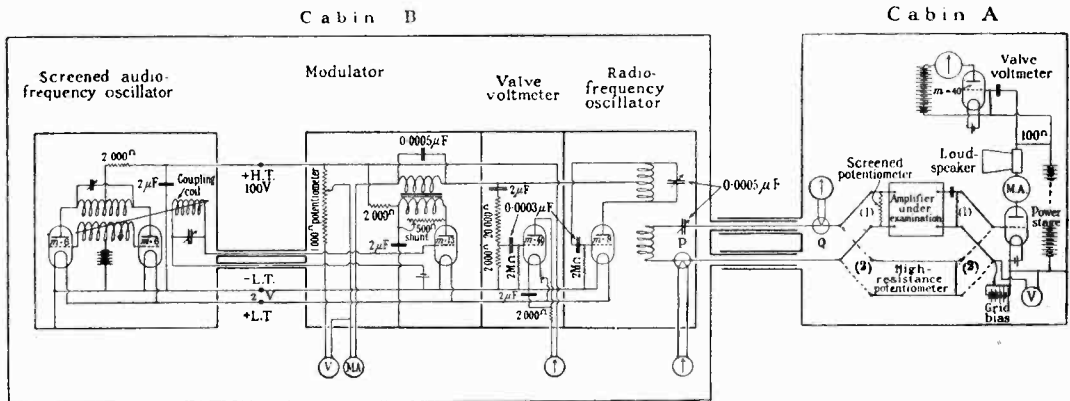 Cabin B
Cabin A
Screened audio-
frequency oscillator
Modulator
Valve
voltmeter
Radio-
frequency
oscillator
2 000Ω
Coupling
coil
2μF
+H.T.
100V
-L.T.
2 V
+L.T
1000Ω potentiometer
0·0005μF
2 000Ω
500Ω
shunt
2μF
2μF
20,000Ω
2 000Ω
0·0003μF
2MΩ
2μF
2 000Ω
2MΩ
0·0005μF
P
V
MA
Valve
voltmeter
m=40
100Ω
Loud-
speaker
M.A.
Power
stage
Screened
potentiometer
Amplifier
under
examination
(1)
(1)
Q
(2)
(2)
High-
resistance
potentiometer
Grid
bias
V